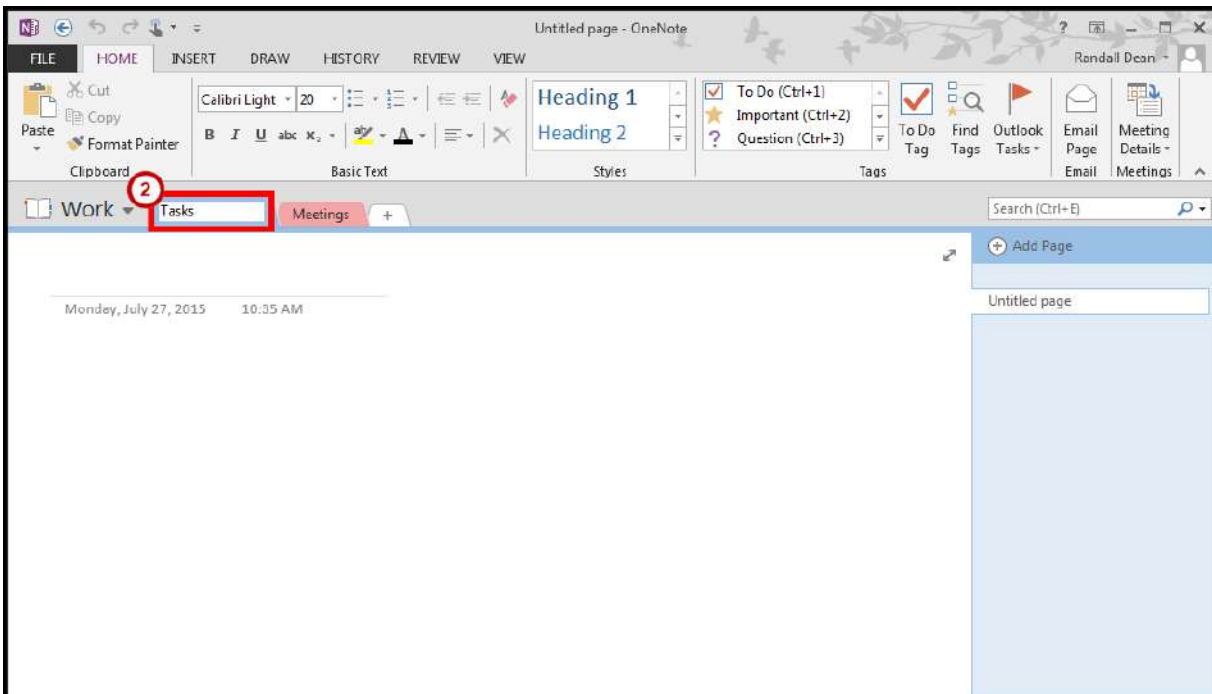 Untitled page - OneNote
?
FILE HOME INSERT DRAW HISTORY REVIEW VIEW
Randall Dean
Paste
Cut
Copy
Format Painter
Clipboard
Calibri Light 20
B I U abc x₂ aby A
Basic Text
Heading 1
Heading 2
Styles
To Do (Ctrl+1)
Important (Ctrl+2)
? Question (Ctrl+3)
To Do
Tag
Find
Tags
Outlook
Tasks
Tags
Email
Page
Email
Meeting
Details
Meetings
2
Work Tasks Meetings +
Search (Ctrl+E)
Add Page
Untitled page
Monday, July 27, 2015 10:35 AM